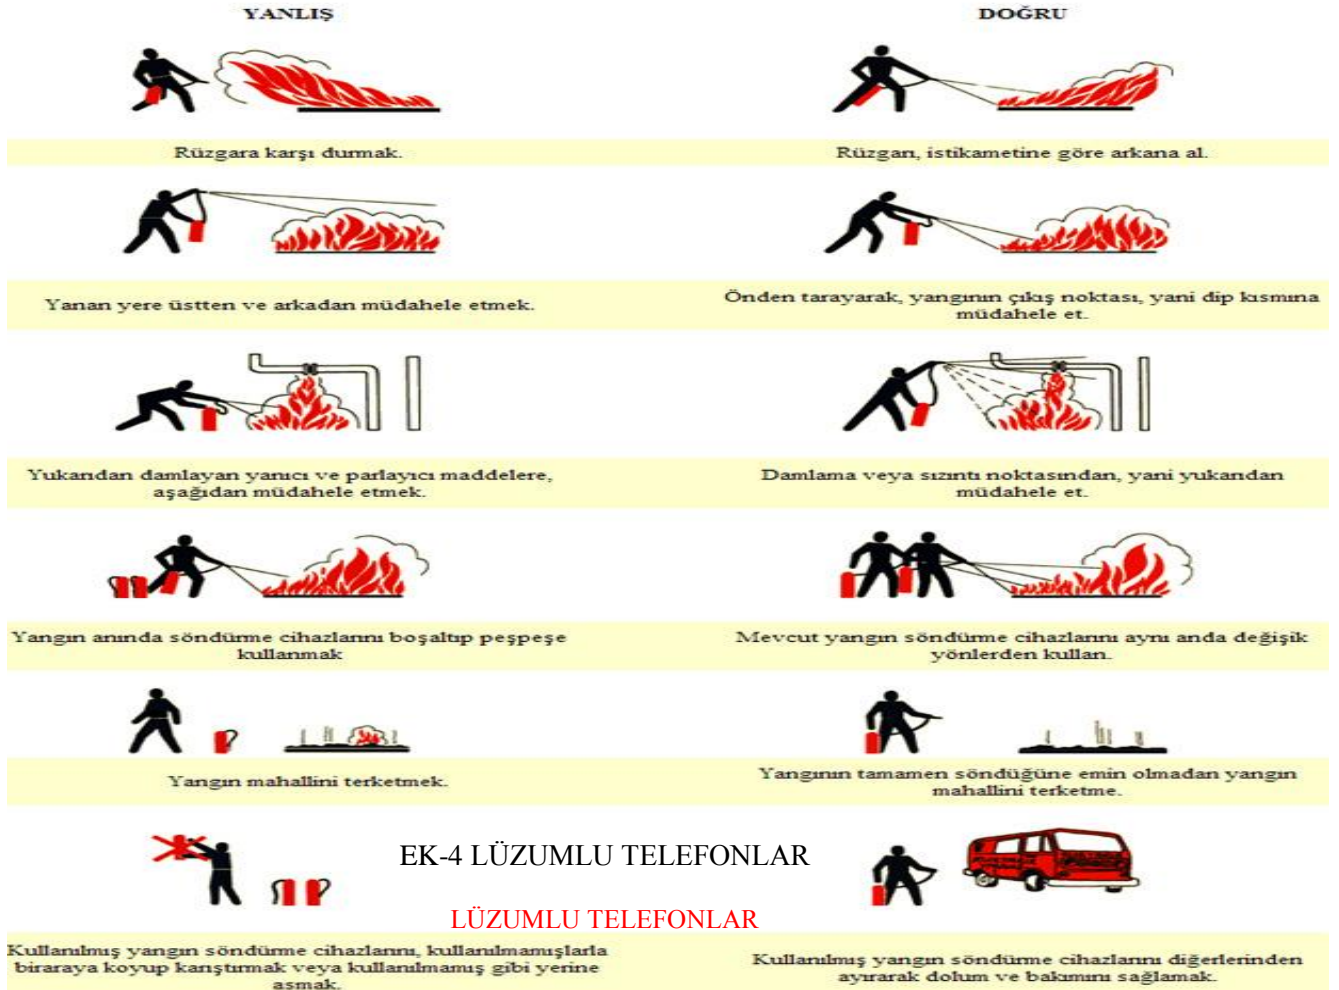 YANLIŞ
DOĞRU
Rüzgara karşı durmak.
Rüzgarı, istikametine göre arkana al.
Yanan yere üstten ve arkadan müdahele etmek.
Önden tarayarak, yangının çıkış noktası, yani dip kısmına
müdahele et.
Yukarıdan damlayan yanıcı ve parlayıcı maddelere,
aşağıdan müdahele etmek.
Damlama veya sızıntı noktasından, yani yukarıdan
müdahele et.
Yangın anında söndürme cihazlarını boşaltıp peşpeşe
kullanmak
Mevcut yangın söndürme cihazlarını aynı anda değişik
yönlerden kullan.
Yangın mahallini terketmek.
Yangının tamamen söndüğüne emin olmadan yangın
mahallini terketme.
EK-4 LÜZUMLU TELEFONLAR
LÜZUMLU TELEFONLAR
Kullanılmış yangın söndürme cihazlarını, kullanılmamışlarla
biraraya koyup karıştırmak veya kullanılmamış gibi yerine
asmak.
Kullanılmış yangın söndürme cihazlarını diğerlerinden
ayırarak dolum ve bakımını sağlamak.